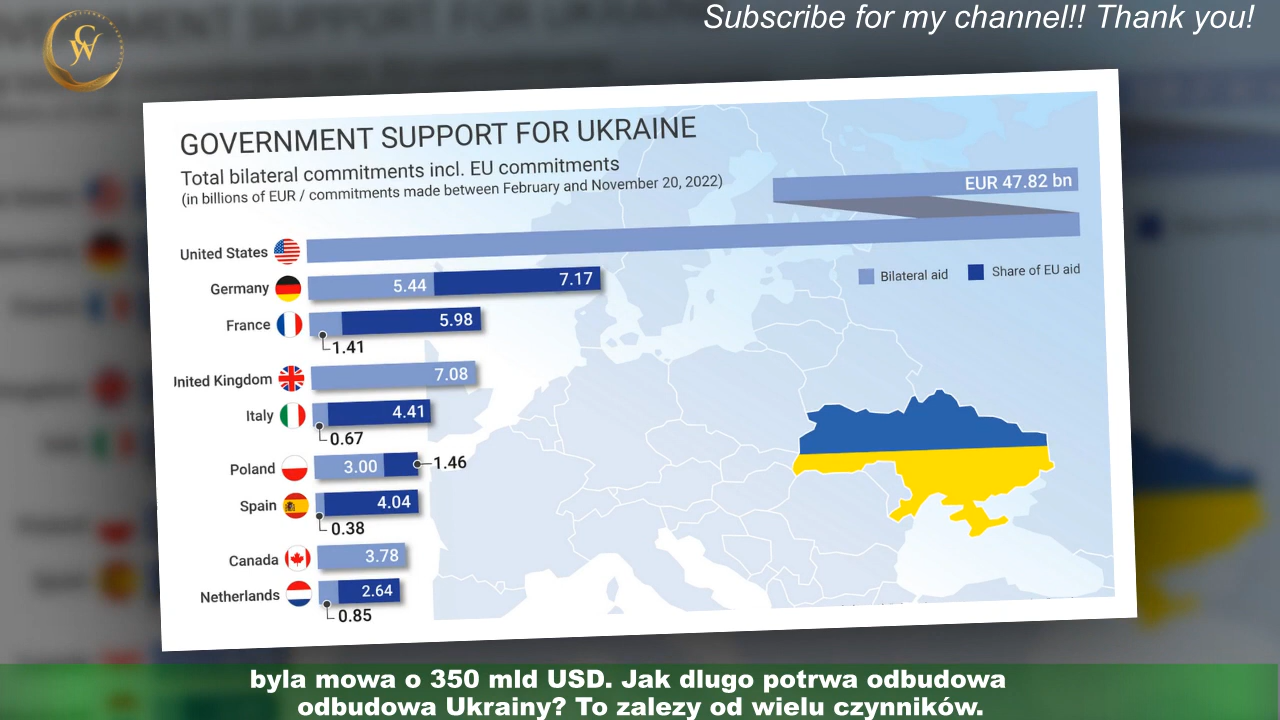 Subscribe for my channel!! Thank you!
CW
GOVERNMENT SUPPORT FOR UKRAINE
Total bilateral commitments incl. EU commitments
(in billions of EUR / commitments made between February and November 20, 2022)
EUR 47.82 bn
United States
Bilateral aid
Share of EU aid
Germany 5.44 7.17
France 5.98
1.41
Inited Kingdom 7.08
Italy 4.41
0.67
Poland 3.00 1.46
Spain 4.04
0.38
Canada 3.78
Netherlands 2.64
0.85
byla mowa o 350 mld USD. Jak dlugo potrwa odbudowa
odbudowa Ukrainy? To zalezy od wielu czynników.